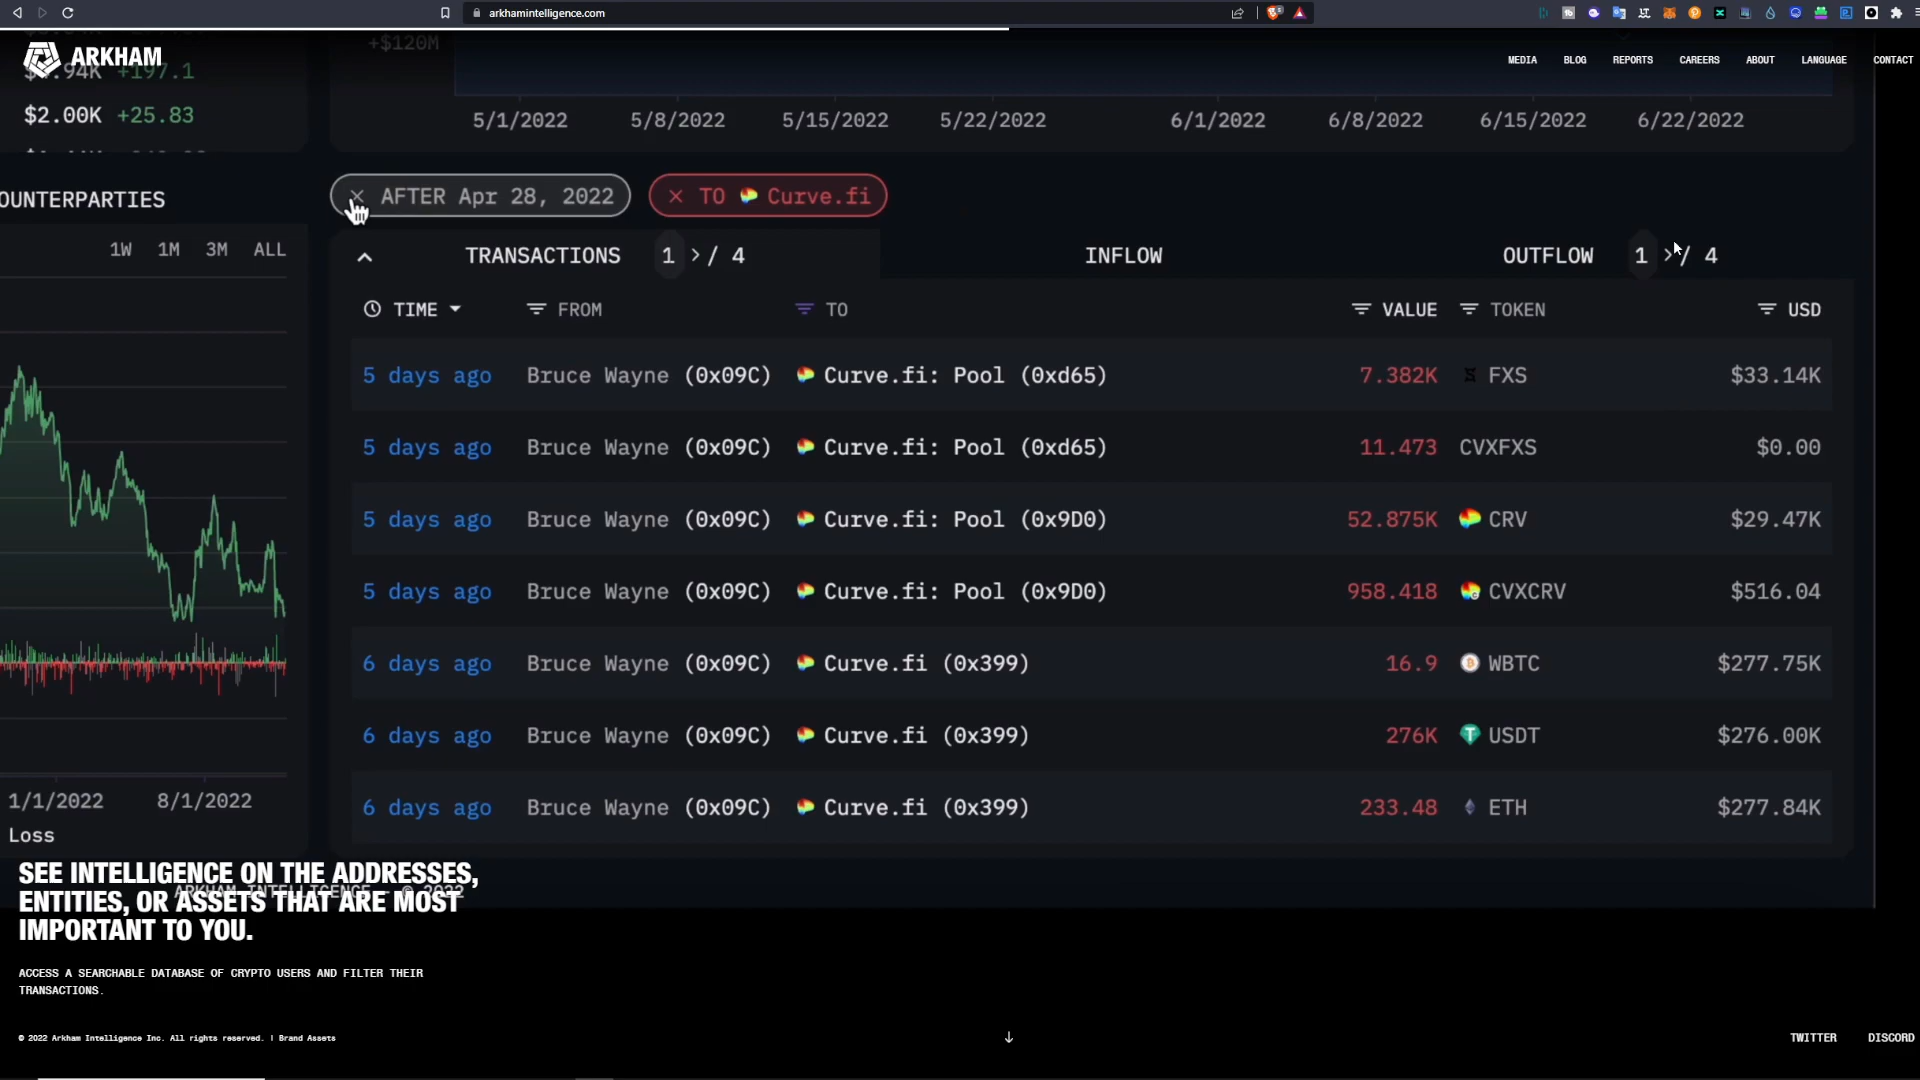 arkhamintelligence.com
+$120M
ARKHAM
MEDIA BLOG REPORTS CAREERS ABOUT LANGUAGE CONTACT
.94K +197.1
$2.00K +25.83
5/1/2022 5/8/2022 5/15/2022 5/22/2022 6/1/2022 6/8/2022 6/15/2022 6/22/2022
OUNTERPARTIES
× AFTER Apr 28, 2022
× TO Curve.fi
1W 1M 3M ALL
TRANSACTIONS 1 > / 4 INFLOW OUTFLOW 1 > / 4
TIME FROM TO VALUE TOKEN USD
5 days ago Bruce Wayne (0x09C) Curve.fi: Pool (0xd65) 7.382K FXS $33.14K
5 days ago Bruce Wayne (0x09C) Curve.fi: Pool (0xd65) 11.473 CVXFXS $0.00
5 days ago Bruce Wayne (0x09C) Curve.fi: Pool (0x9D0) 52.875K CRV $29.47K
5 days ago Bruce Wayne (0x09C) Curve.fi: Pool (0x9D0) 958.418 CVXCRV $516.04
6 days ago Bruce Wayne (0x09C) Curve.fi (0x399) 16.9 WBTC $277.75K
6 days ago Bruce Wayne (0x09C) Curve.fi (0x399) 276K USDT $276.00K
6 days ago Bruce Wayne (0x09C) Curve.fi (0x399) 233.48 ETH $277.84K
1/1/2022 8/1/2022
Loss
SEE INTELLIGENCE ON THE ADDRESSES,
ARKHAM INTELLIGENCE - © 2022
ENTITIES, OR ASSETS THAT ARE MOST
IMPORTANT TO YOU.
ACCESS A SEARCHABLE DATABASE OF CRYPTO USERS AND FILTER THEIR
TRANSACTIONS.
© 2022 Arkham Intelligence Inc. All rights reserved. | Brand Assets
TWITTER DISCORD